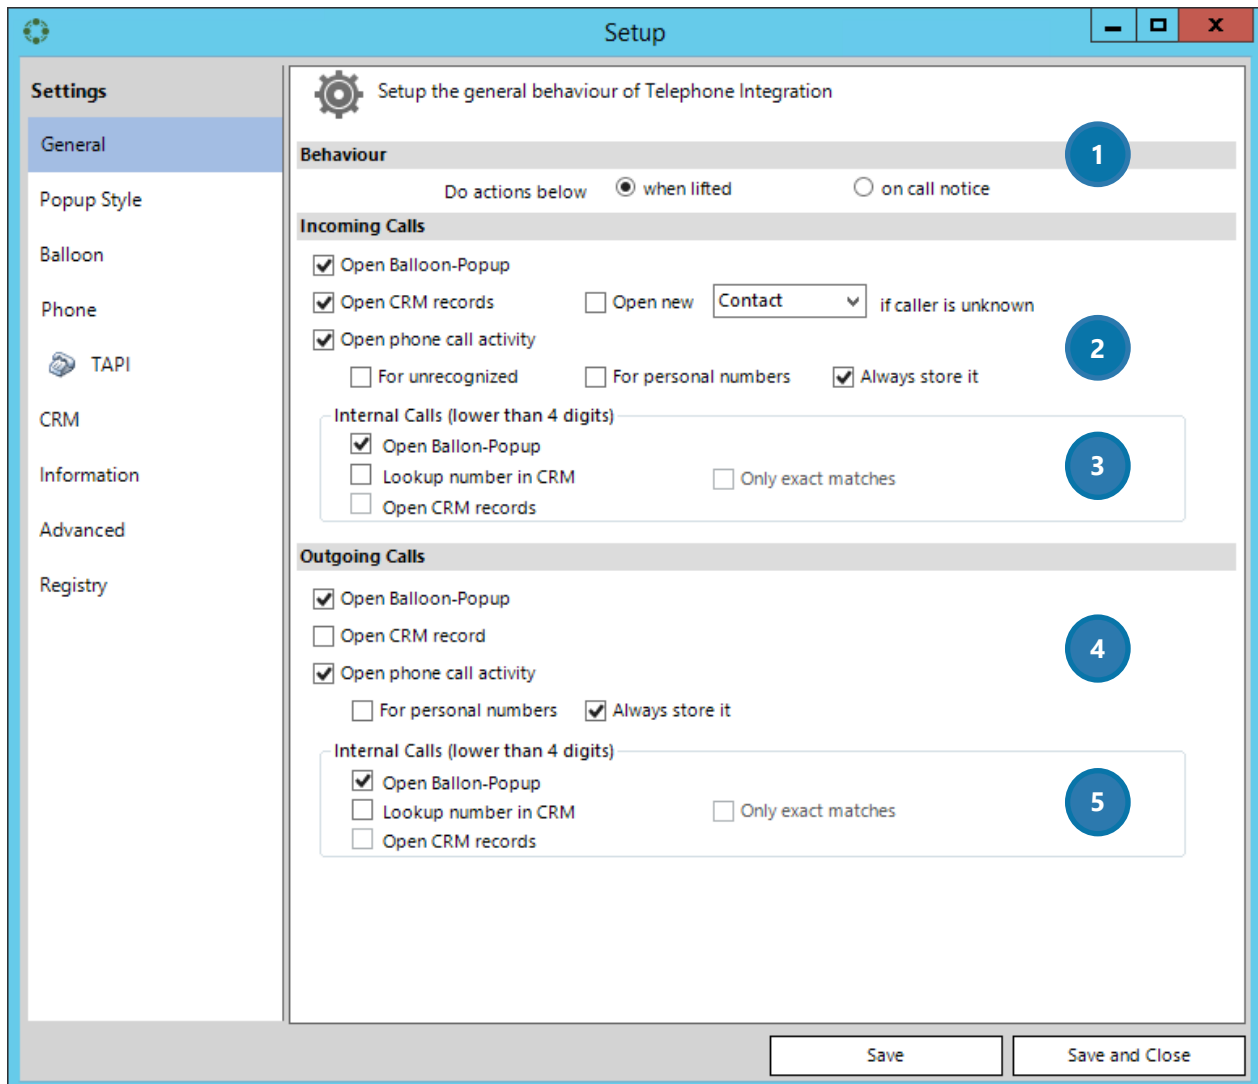 Setup
Settings
General
Popup Style
Balloon
Phone
TAPI
CRM
Information
Advanced
Registry
Setup the general behaviour of Telephone Integration
Behaviour
1
Do actions below when lifted on call notice
Incoming Calls
Open Balloon-Popup
Open CRM records Open new Contact if caller is unknown
Open phone call activity
2
For unrecognized For personal numbers Always store it
Internal Calls (lower than 4 digits)
Open Ballon-Popup
3
Lookup number in CRM Only exact matches
Open CRM records
Outgoing Calls
Open Balloon-Popup
Open CRM record
4
Open phone call activity
For personal numbers Always store it
Internal Calls (lower than 4 digits)
Open Ballon-Popup
5
Lookup number in CRM Only exact matches
Open CRM records
Save Save and Close